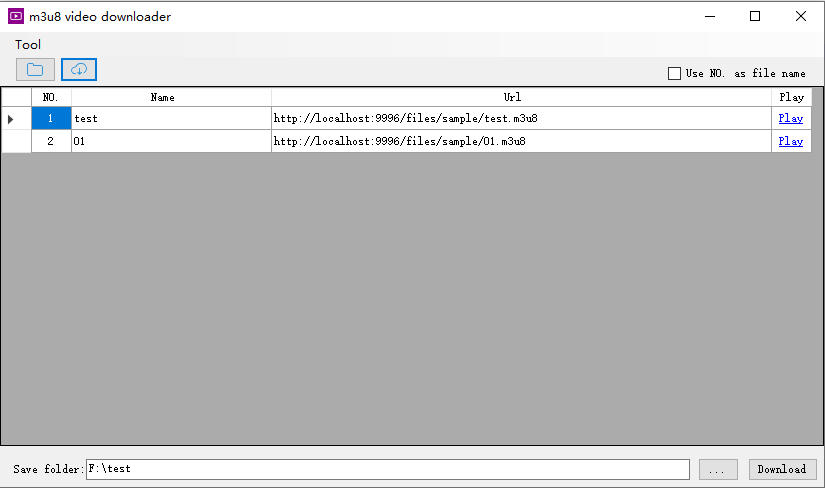 m3u8 video downloader
Tool
Use NO. as file name
NO. Name Url Play
1 test http://localhost:9996/files/sample/test.m3u8 Play
2 01 http://localhost:9996/files/sample/01.m3u8 Play
Save folder: F:\test ... Download